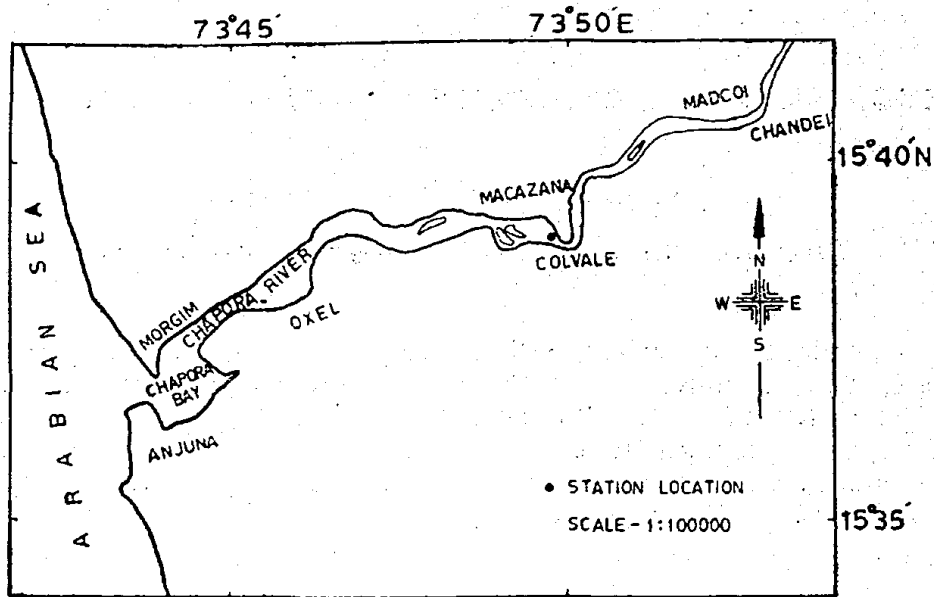 73°45'
73°50'E
MADCOI
CHANDEL
15°40'N
MACAZANA
COLVALE
ARABIAN SEA
MORGIM
CHAPORA RIVER
OXEL
N
W E
S
CHAPORA
BAY
ANJUNA
• STATION LOCATION
SCALE - 1:100000
15°35'